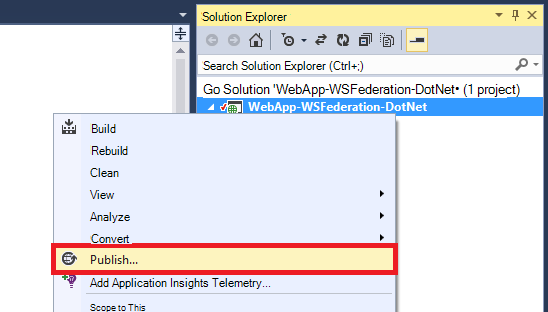 Solution Explorer
Search Solution Explorer (Ctrl+;)
Go Solution 'WebApp-WSFederation-DotNet• (1 project)
WebApp-WSFederation-DotNet
Build
Rebuild
Clean
View
Analyze
Convert
Publish...
Add Application Insights Telemetry...
Scope to This